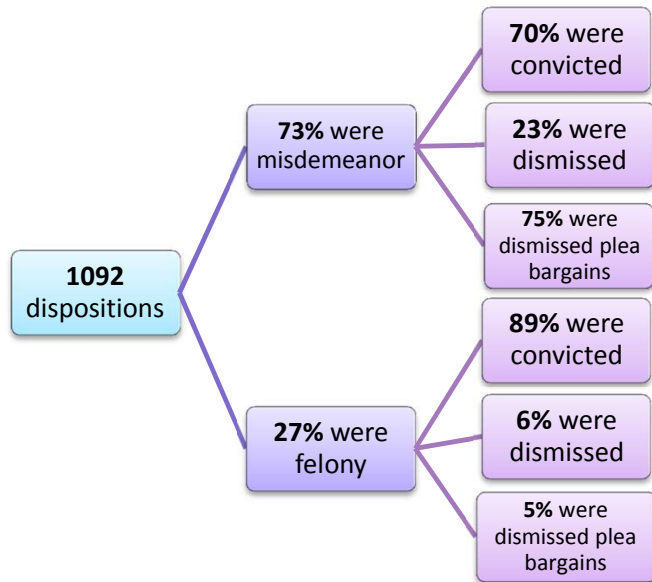 1092
dispositions
73% were
misdemeanor
70% were
convicted
23% were
dismissed
75% were
dismissed plea
bargains
27% were
felony
89% were
convicted
6% were
dismissed
5% were
dismissed plea
bargains